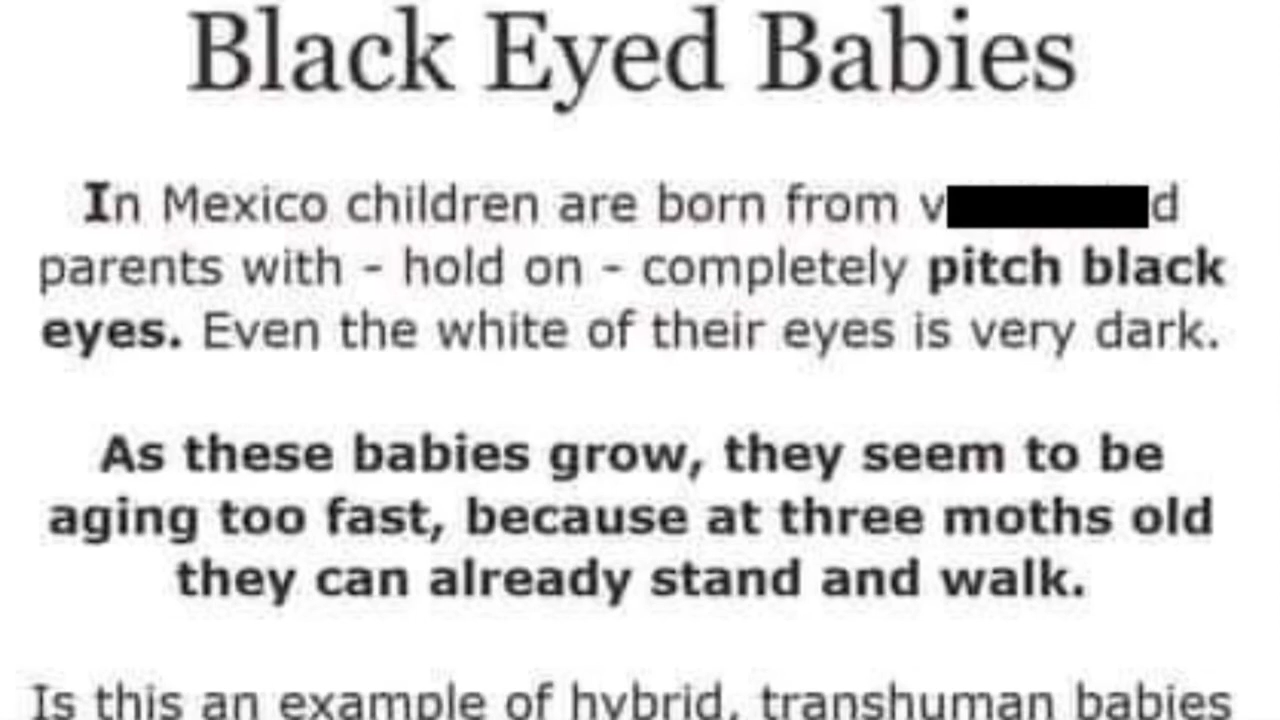 Black Eyed Babies
In Mexico children are born from v d
parents with - hold on - completely pitch black
eyes. Even the white of their eyes is very dark.
As these babies grow, they seem to be
aging too fast, because at three moths old
they can already stand and walk.
Is this an example of hybrid, transhuman babies